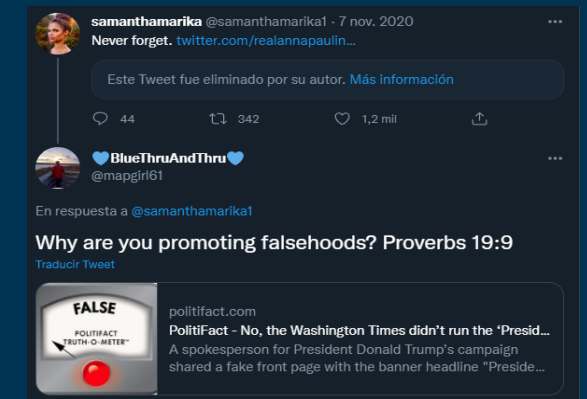 samanthamarika @samanthamarika1 · 7 nov. 2020
Never forget. twitter.com/realannapaulin...
Este Tweet fue eliminado por su autor. Más información
44 342 1,2 mil
💙BlueThruAndThru💙
@mapgirl61
En respuesta a @samanthamarika1
Why are you promoting falsehoods? Proverbs 19:9
Traducir Tweet
FALSE
POLITIFACT
TRUTH-O-METER™
politifact.com
PolitiFact - No, the Washington Times didn't run the ‘Presid...
A spokesperson for President Donald Trump's campaign
shared a fake front page with the banner headline "Preside...